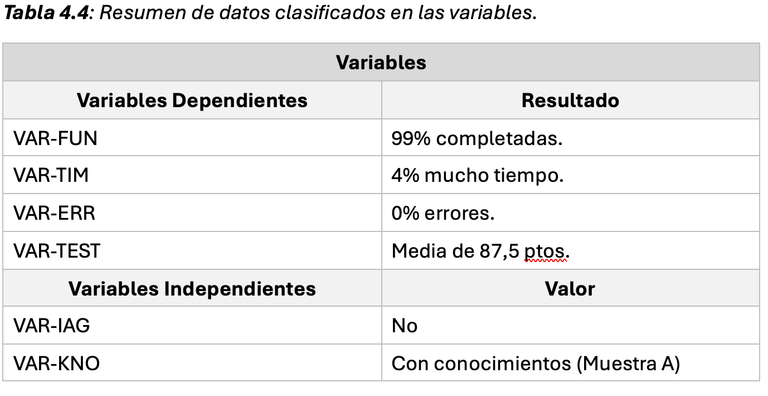 Tabla 4.4: Resumen de datos clasificados en las variables.
Variables
Variables Dependientes Resultado
VAR-FUN 99% completadas.
VAR-TIM 4% mucho tiempo.
VAR-ERR 0% errores.
VAR-TEST Media de 87,5 ptos.
Variables Independientes Valor
VAR-IAG No
VAR-KNO Con conocimientos (Muestra A)